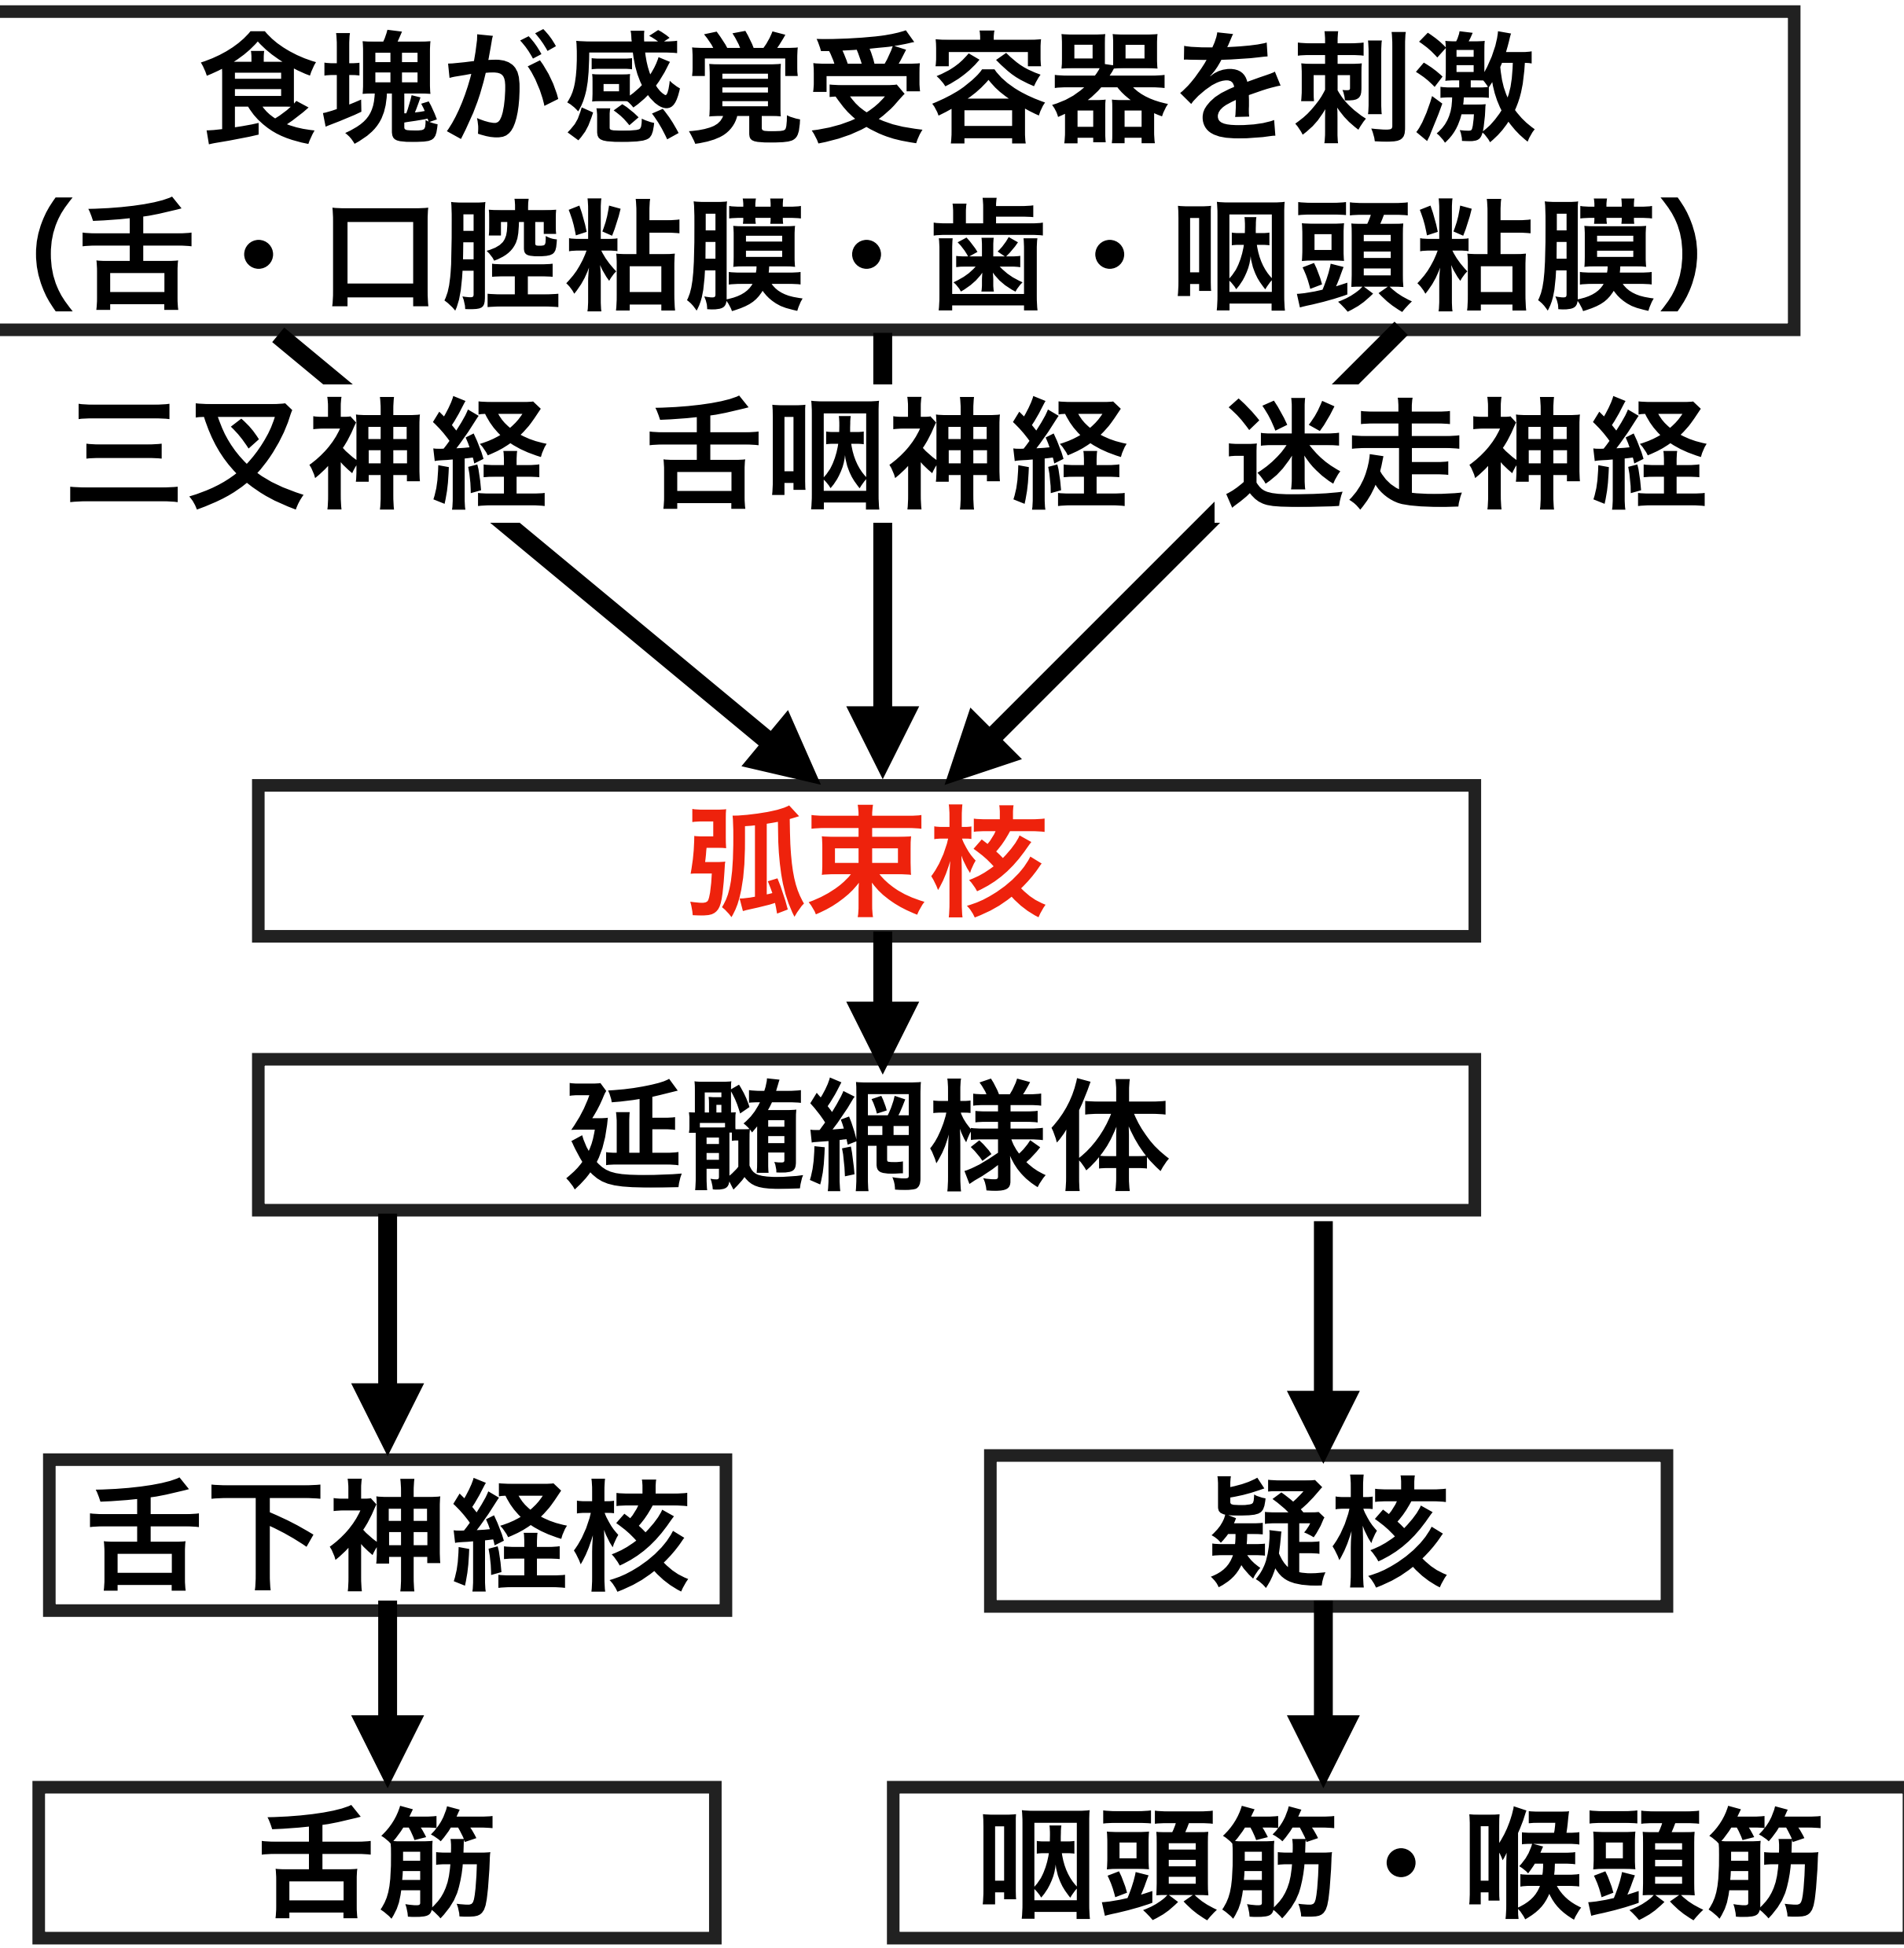 食塊が感覚受容器を刺激
(舌・口腔粘膜・歯・咽頭粘膜)
三叉神経 舌咽神経 迷走神経
弧束核
延髄網様体
舌下神経核 疑核
舌筋 咽頭筋・喉頭筋